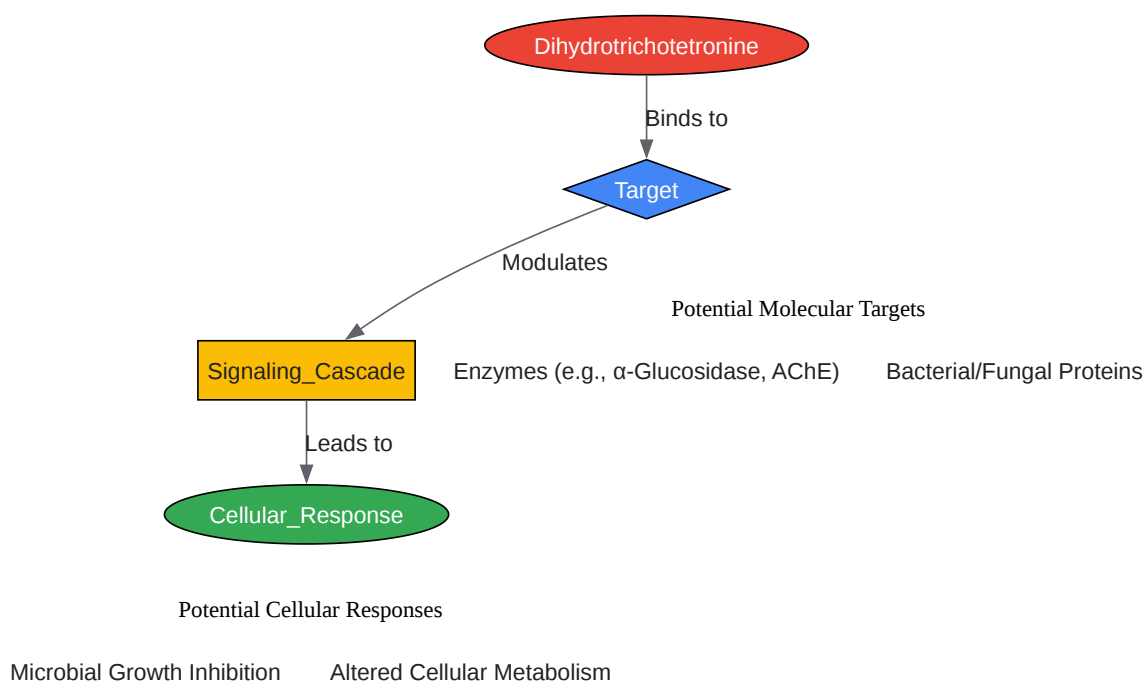 Dihydrotrichotetronine
Binds to
Target
Modulates
Potential Molecular Targets
Signaling_Cascade
Enzymes (e.g., α-Glucosidase, AChE)
Bacterial/Fungal Proteins
Leads to
Cellular_Response
Potential Cellular Responses
Microbial Growth Inhibition
Altered Cellular Metabolism